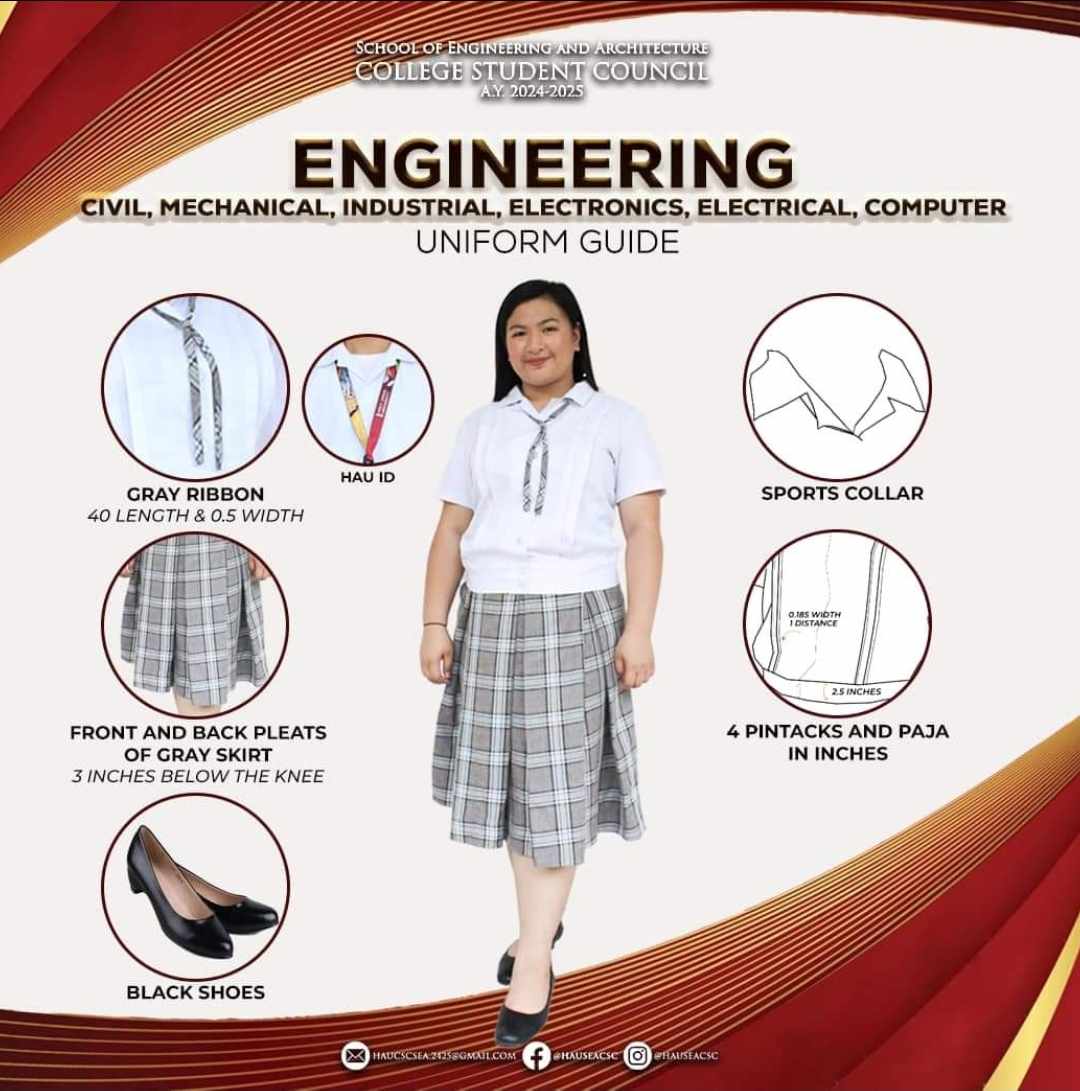 SCHOOL OF ENGINEERING AND ARCHITECTURE
COLLEGE STUDENT COUNCIL
A.Y. 2024-2025
ENGINEERING
CIVIL, MECHANICAL, INDUSTRIAL, ELECTRONICS, ELECTRICAL, COMPUTER
UNIFORM GUIDE
GRAY RIBBON
40 LENGTH & 0.5 WIDTH
HAU ID
SPORTS COLLAR
FRONT AND BACK PLEATS
OF GRAY SKIRT
3 INCHES BELOW THE KNEE
0.185 WIDTH
1 DISTANCE
2.5 INCHES
4 PINTACKS AND PAJA
IN INCHES
BLACK SHOES
HAUCSCSEA.2425@GMAIL.COM @HAUSEACSC @HAUSEACSC